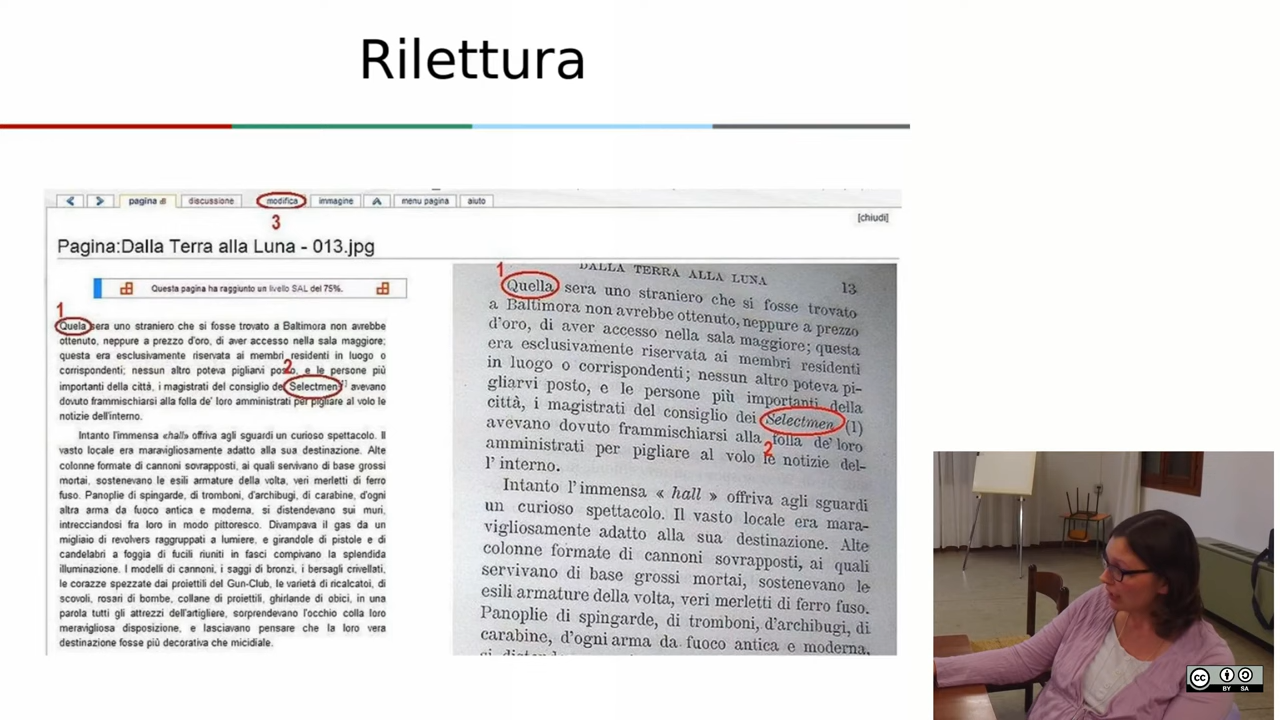 Rilettura
pagina discussione modifica immagine menu pagina aiuto
3
[chiudi]
Pagina:Dalla Terra alla Luna - 013.jpg
Questa pagina ha raggiunto un livello SAL del 75%.
1
Quela sera uno straniero che si fosse trovato a Baltimora non avrebbe
ottenuto, neppure a prezzo d'oro, di aver accesso nella sala maggiore;
questa era esclusivamente riservata ai membri residenti in luogo o
corrispondenti; nessun altro poteva pigliarvi posto, e le persone più
2
importanti della città, i magistrati del consiglio dei Selectmen avevano
dovuto frammischiarsi alla folla de' loro amministrati per pigliare al volo le
notizie dell'interno.
Intanto l'immensa «hall» offriva agli sguardi un curioso spettacolo. Il
vasto locale era maravigliosamente adatto alla sua destinazione. Alte
colonne formate di cannoni sovrapposti, ai quali servivano di base grossi
mortai, sostenevano le esili armature della volta, veri merletti di ferro
fuso. Panoplie di spingarde, di tromboni, d'archibugi, di carabine, d'ogni
altra arma da fuoco antica e moderna, si distendevano sui muri,
intrecciandosi fra loro in modo pittoresco. Divampava il gas da un
migliaio di revolvers raggruppati a lumiere, e girandole di pistole e di
candelabri a foggia di fucili riuniti in fasci compivano la splendida
illuminazione. I modelli di cannoni, i saggi di bronzi, i bersagli crivellati,
le corazze spezzate dai proiettili del Gun-Club, le varietà di ricalcatoi, di
scovoli, rosari di bombe, collane di proiettili, ghirlande di obici, in una
parola tutti gli attrezzi dell'artigliere, sorprendevano l'occhio colla loro
meravigliosa disposizione, e lasciavano pensare che la loro vera
destinazione fosse più decorativa che micidiale.
DALLA TERRA ALLA LUNA 13
1
Quella sera uno straniero che si fosse trovato
a Baltimora non avrebbe ottenuto, neppure a prezzo
d'oro, di aver accesso nella sala maggiore; questa
era esclusivamente riservata ai membri residenti
in luogo o corrispondenti; nessun altro poteva pi-
gliarvi posto, e le persone più importanti della
città, i magistrati del consiglio dei Selectmen (1)
2
avevano dovuto frammischiarsi alla folla de' loro
amministrati per pigliare al volo le notizie del-
l'interno.
Intanto l'immensa « hall » offriva agli sguardi
un curioso spettacolo. Il vasto locale era mara-
vigliosamente adatto alla sua destinazione. Alte
colonne formate di cannoni sovrapposti, ai quali
servivano di base grossi mortai, sostenevano le
esili armature della volta, veri merletti di ferro fuso.
Panoplie di spingarde, di tromboni, d'archibugi, di
carabine, d'ogni arma da fuoco antica e moderna,
CC BY SA